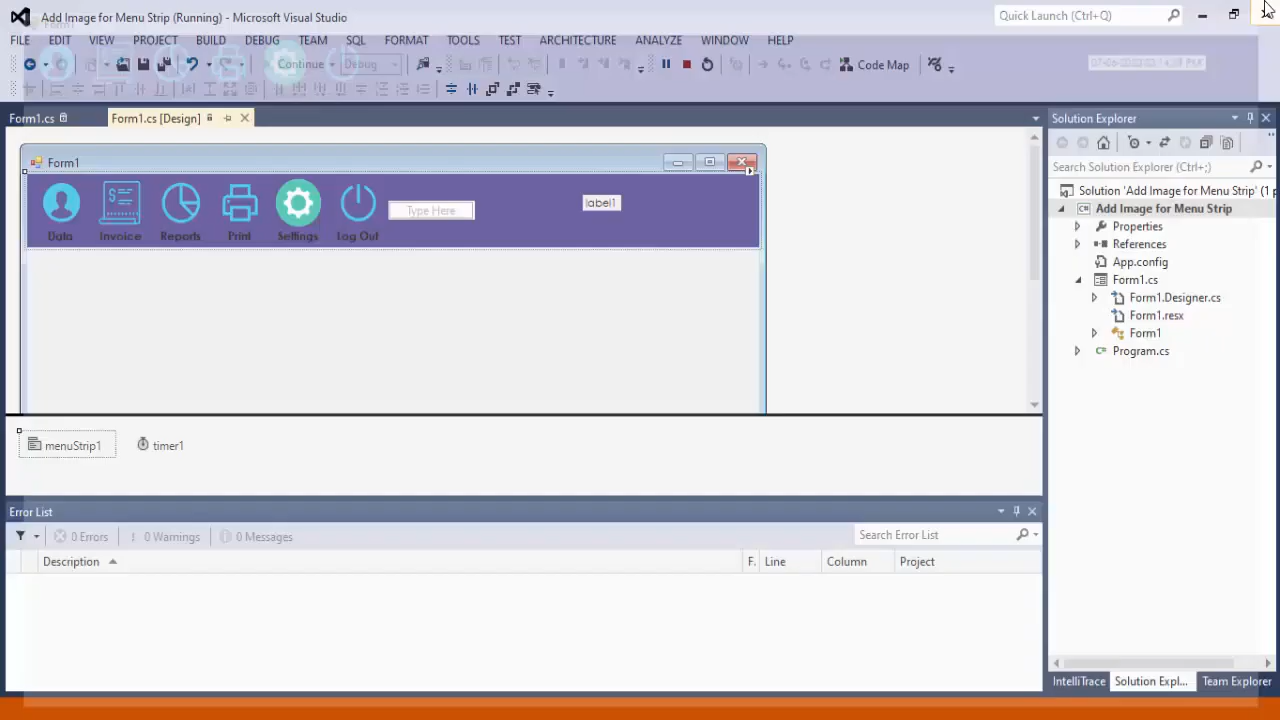 Add Image for Menu Strip (Running) - Microsoft Visual Studio
Quick Launch (Ctrl+Q)
Form1
FILE EDIT VIEW PROJECT BUILD DEBUG TEAM SQL FORMAT TOOLS TEST ARCHITECTURE ANALYZE WINDOW HELP
Continue Debug Code Map
Form1.cs Form1.cs [Design]
Solution Explorer
Form1
Search Solution Explorer (Ctrl+;)
Solution 'Add Image for Menu Strip' (1 p
Add Image for Menu Strip
Properties
References
App.config
Form1.cs
Form1.Designer.cs
Form1.resx
Form1
Program.cs
Type Here
label1
Data Invoice Reports Print Settings Log Out
menuStrip1 timer1
Error List
0 Errors 0 Warnings 0 Messages
Search Error List
Description F. Line Column Project
IntelliTrace Solution Expl... Team Explorer